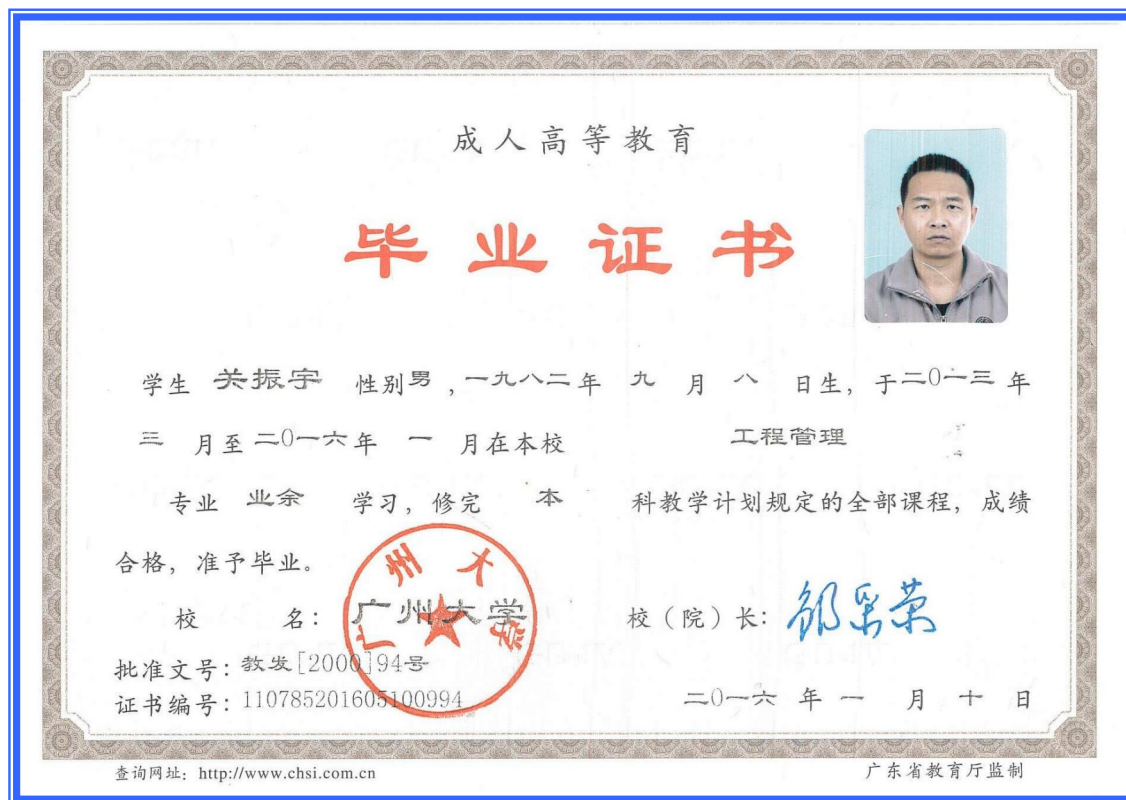 成人高等教育
毕业证书
学生 关振宇 性别男，一九八二年 九 月 八 日生，于二0一三年
三 月至二0一六年 一 月在本校 工程管理
专业 业余 学习，修完 本 科教学计划规定的全部课程，成绩
合格，准予毕业。
校 名：广州大学 校（院）长：邹采荣
广州大学
批准文号：教发[2000]94号
证书编号：110785201605100994 二0一六 年 一 月 十 日
查询网址：http://www.chsi.com.cn 广东省教育厅监制